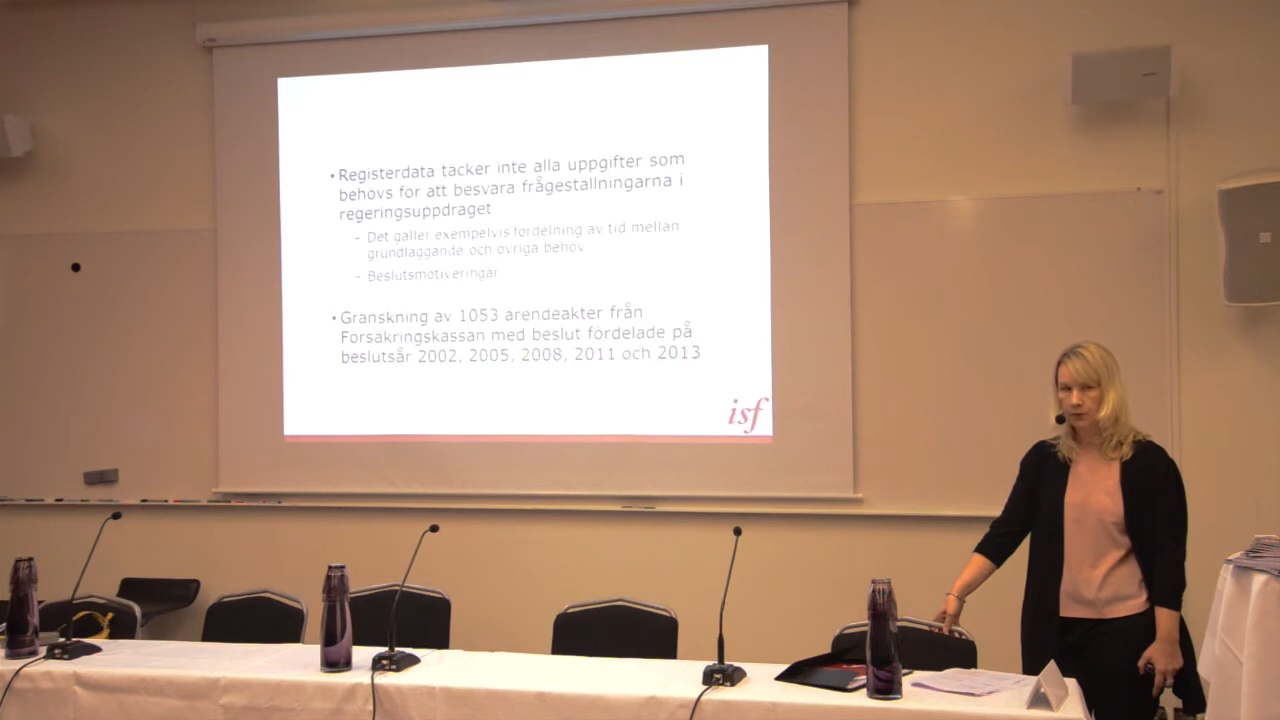 • Registerdata täcker inte alla uppgifter som
behövs för att besvara frågeställningarna i
regeringsuppdraget
– Det gäller exempelvis fördelning av tid mellan
grundläggande och övriga behov
– Beslutsmotiveringar
• Granskning av 1053 ärendeakter från
Försäkringskassan med beslut fördelade på
beslutsår 2002, 2005, 2008, 2011 och 2013
isf